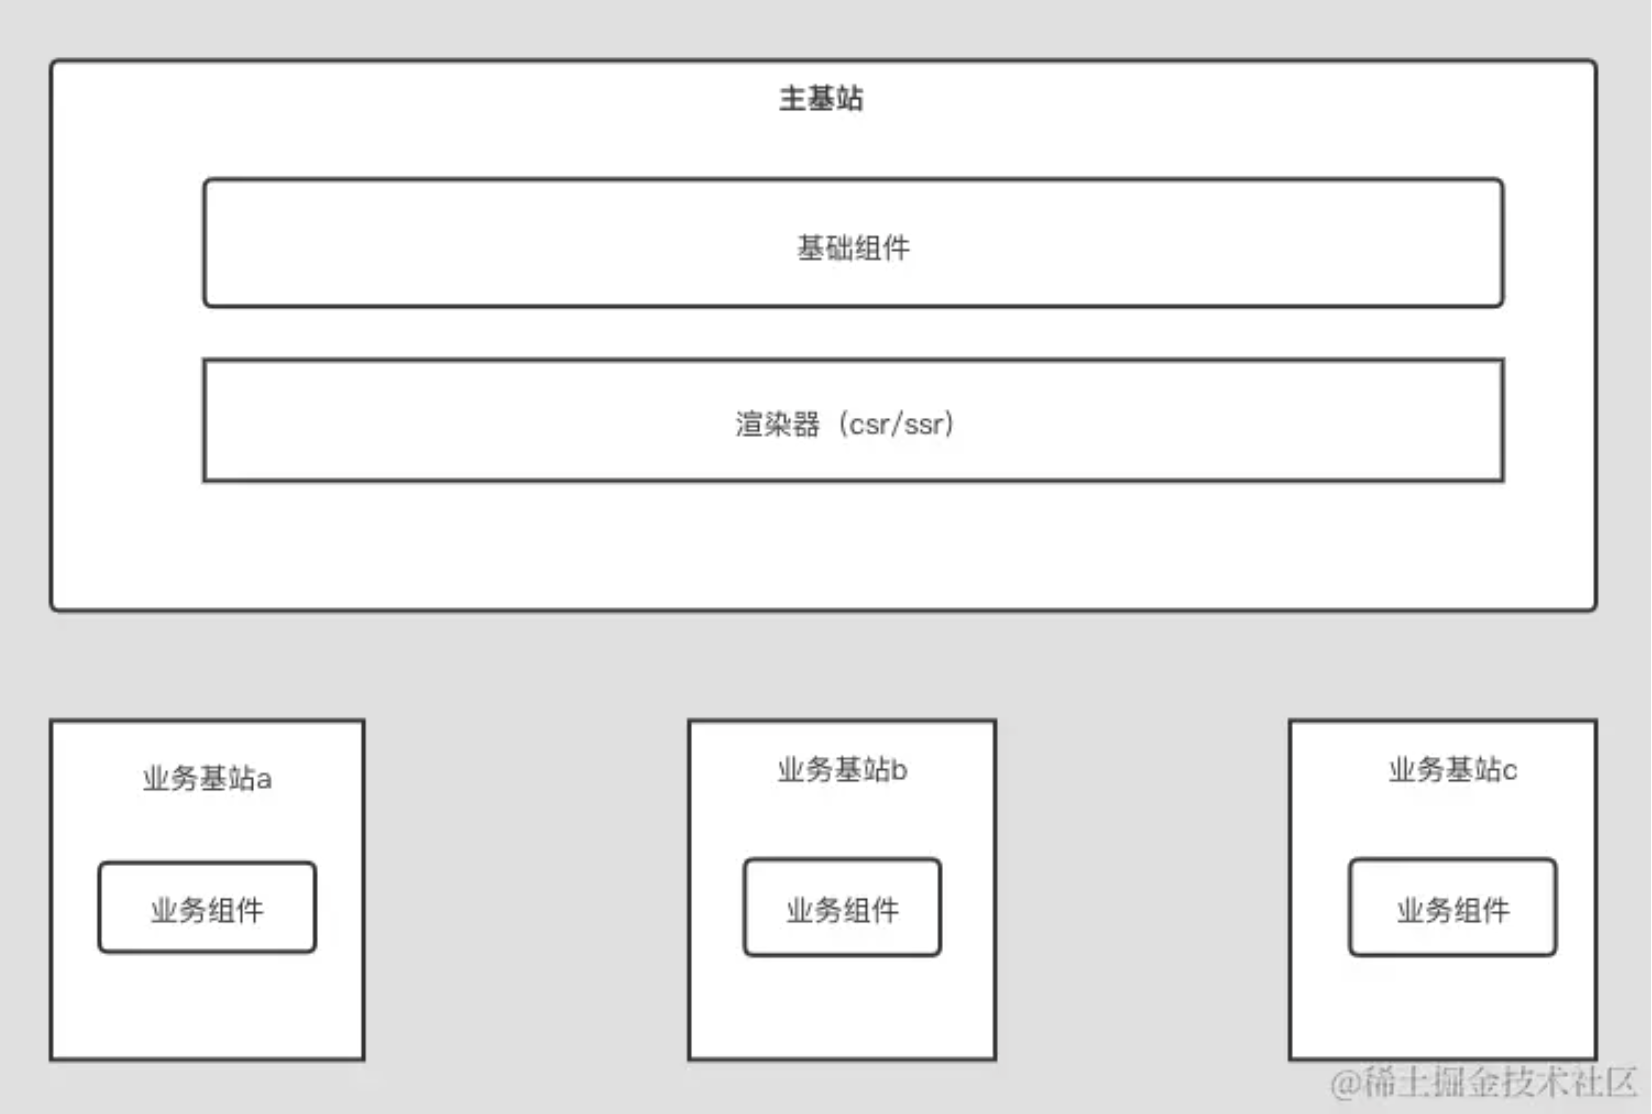 主基站
基础组件
渲染器（csr/ssr）
业务基站a
业务基站b
业务基站c
业务组件
业务组件
业务组件
@稀土掘金技术社区